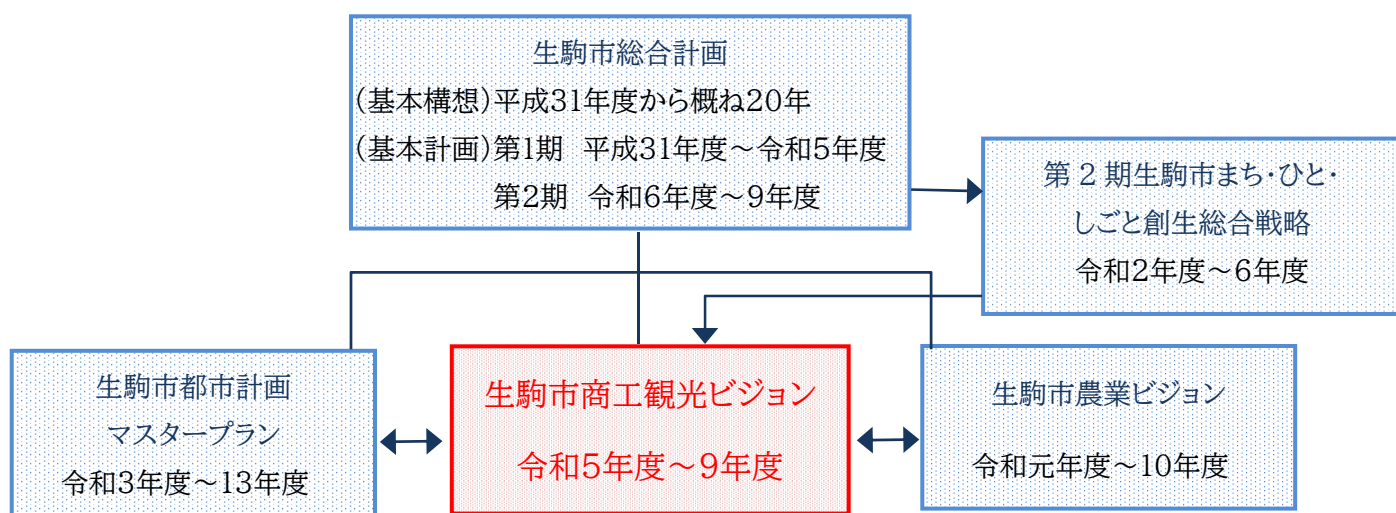 生駒市総合計画
(基本構想)平成31年度から概ね20年
(基本計画)第1期 平成31年度～令和5年度
第2期 令和6年度～9年度
第2期生駒市まち・ひと・
しごと創生総合戦略
令和2年度～6年度
生駒市都市計画
マスタープラン
令和3年度～13年度
生駒市商工観光ビジョン
令和5年度～9年度
生駒市農業ビジョン
令和元年度～10年度